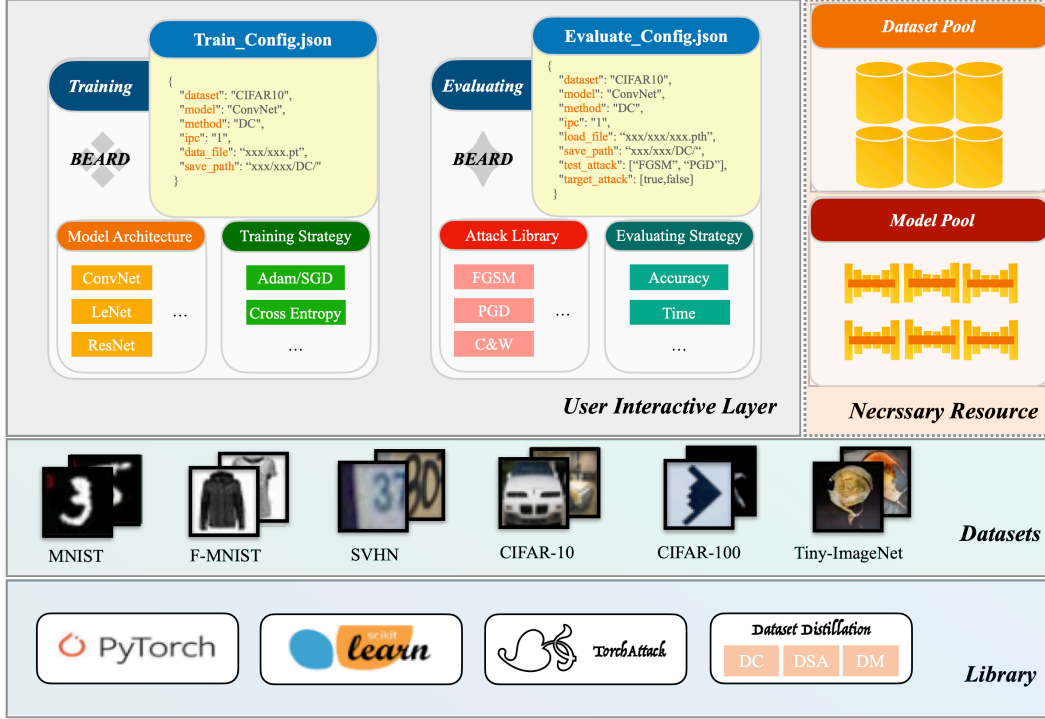 Train_Config.json
Training
{
"dataset": "CIFAR10",
"model": "ConvNet",
"method": "DC",
"ipc": "1",
"data_file": “xxx/xxx.pt”,
"save_path": “xxx/xxx/DC/"
}
BEARD
Model Architecture
ConvNet
LeNet
...
ResNet
Training Strategy
Adam/SGD
Cross Entropy
...
Evaluate_Config.json
Evaluating
{
"dataset": "CIFAR10",
"model": "ConvNet",
"method": "DC",
"ipc": "1",
"load_file": “xxx/xxx/xxx.pth”,
"save_path": “xxx/xxx/DC/“,
"test_attack": [“FGSM”, “PGD”],
"target_attack": [true,false]
}
BEARD
Attack Library
FGSM
PGD
...
C&W
Evaluating Strategy
Accuracy
Time
...
User Interactive Layer
Dataset Pool
Model Pool
Necrssary Resource
37
30
MNIST
F-MNIST
SVHN
CIFAR-10
CIFAR-100
Tiny-ImageNet
Datasets
PyTorch
scikit
learn
TorchAttack
Dataset Distillation
DC DSA DM
Library